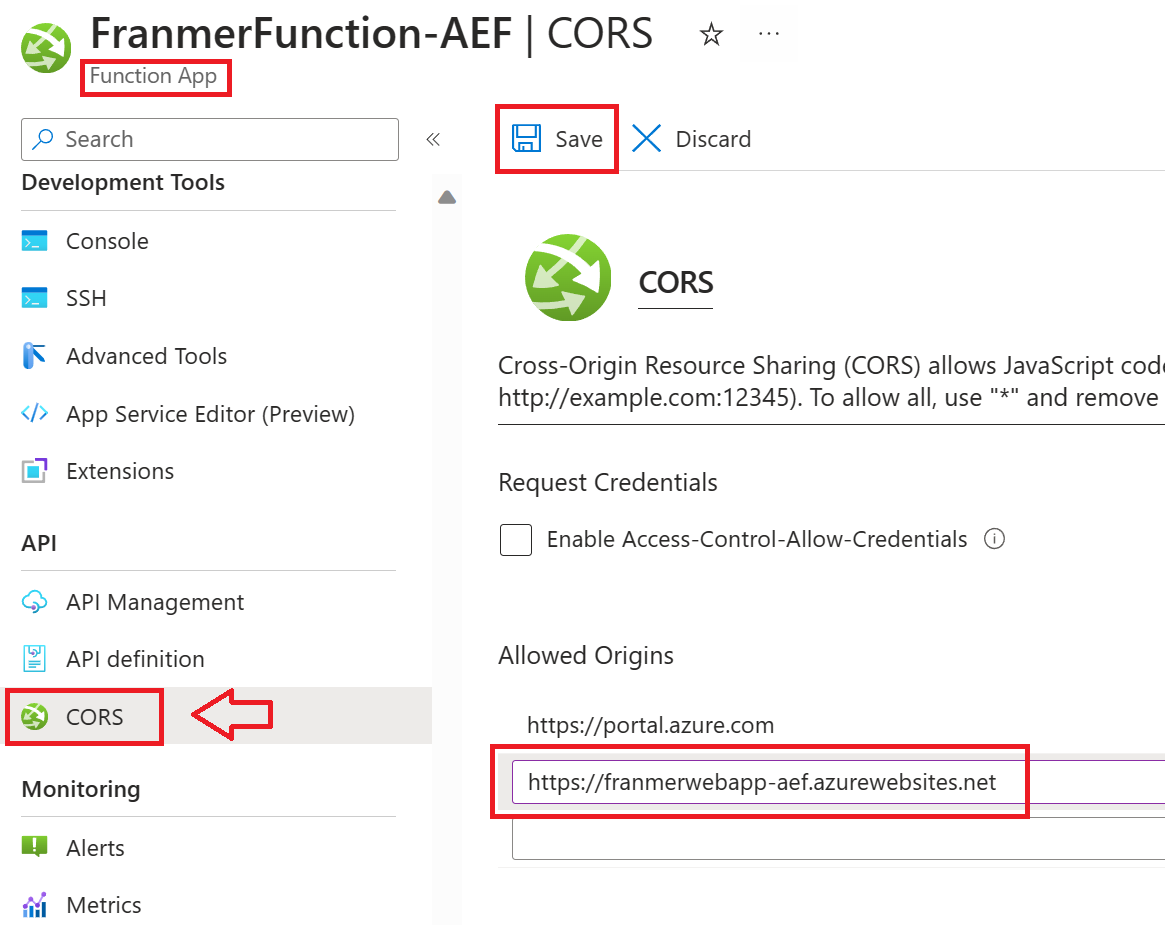 FranmerFunction-AEF | CORS
Function App
Search
Development Tools
Console
SSH
Advanced Tools
App Service Editor (Preview)
Extensions
API
API Management
API definition
CORS
Monitoring
Alerts
Metrics
Save
Discard
CORS
Cross-Origin Resource Sharing (CORS) allows JavaScript code
http://example.com:12345). To allow all, use "*" and remove
Request Credentials
Enable Access-Control-Allow-Credentials
Allowed Origins
https://portal.azure.com
https://franmerwebapp-aef.azurewebsites.net